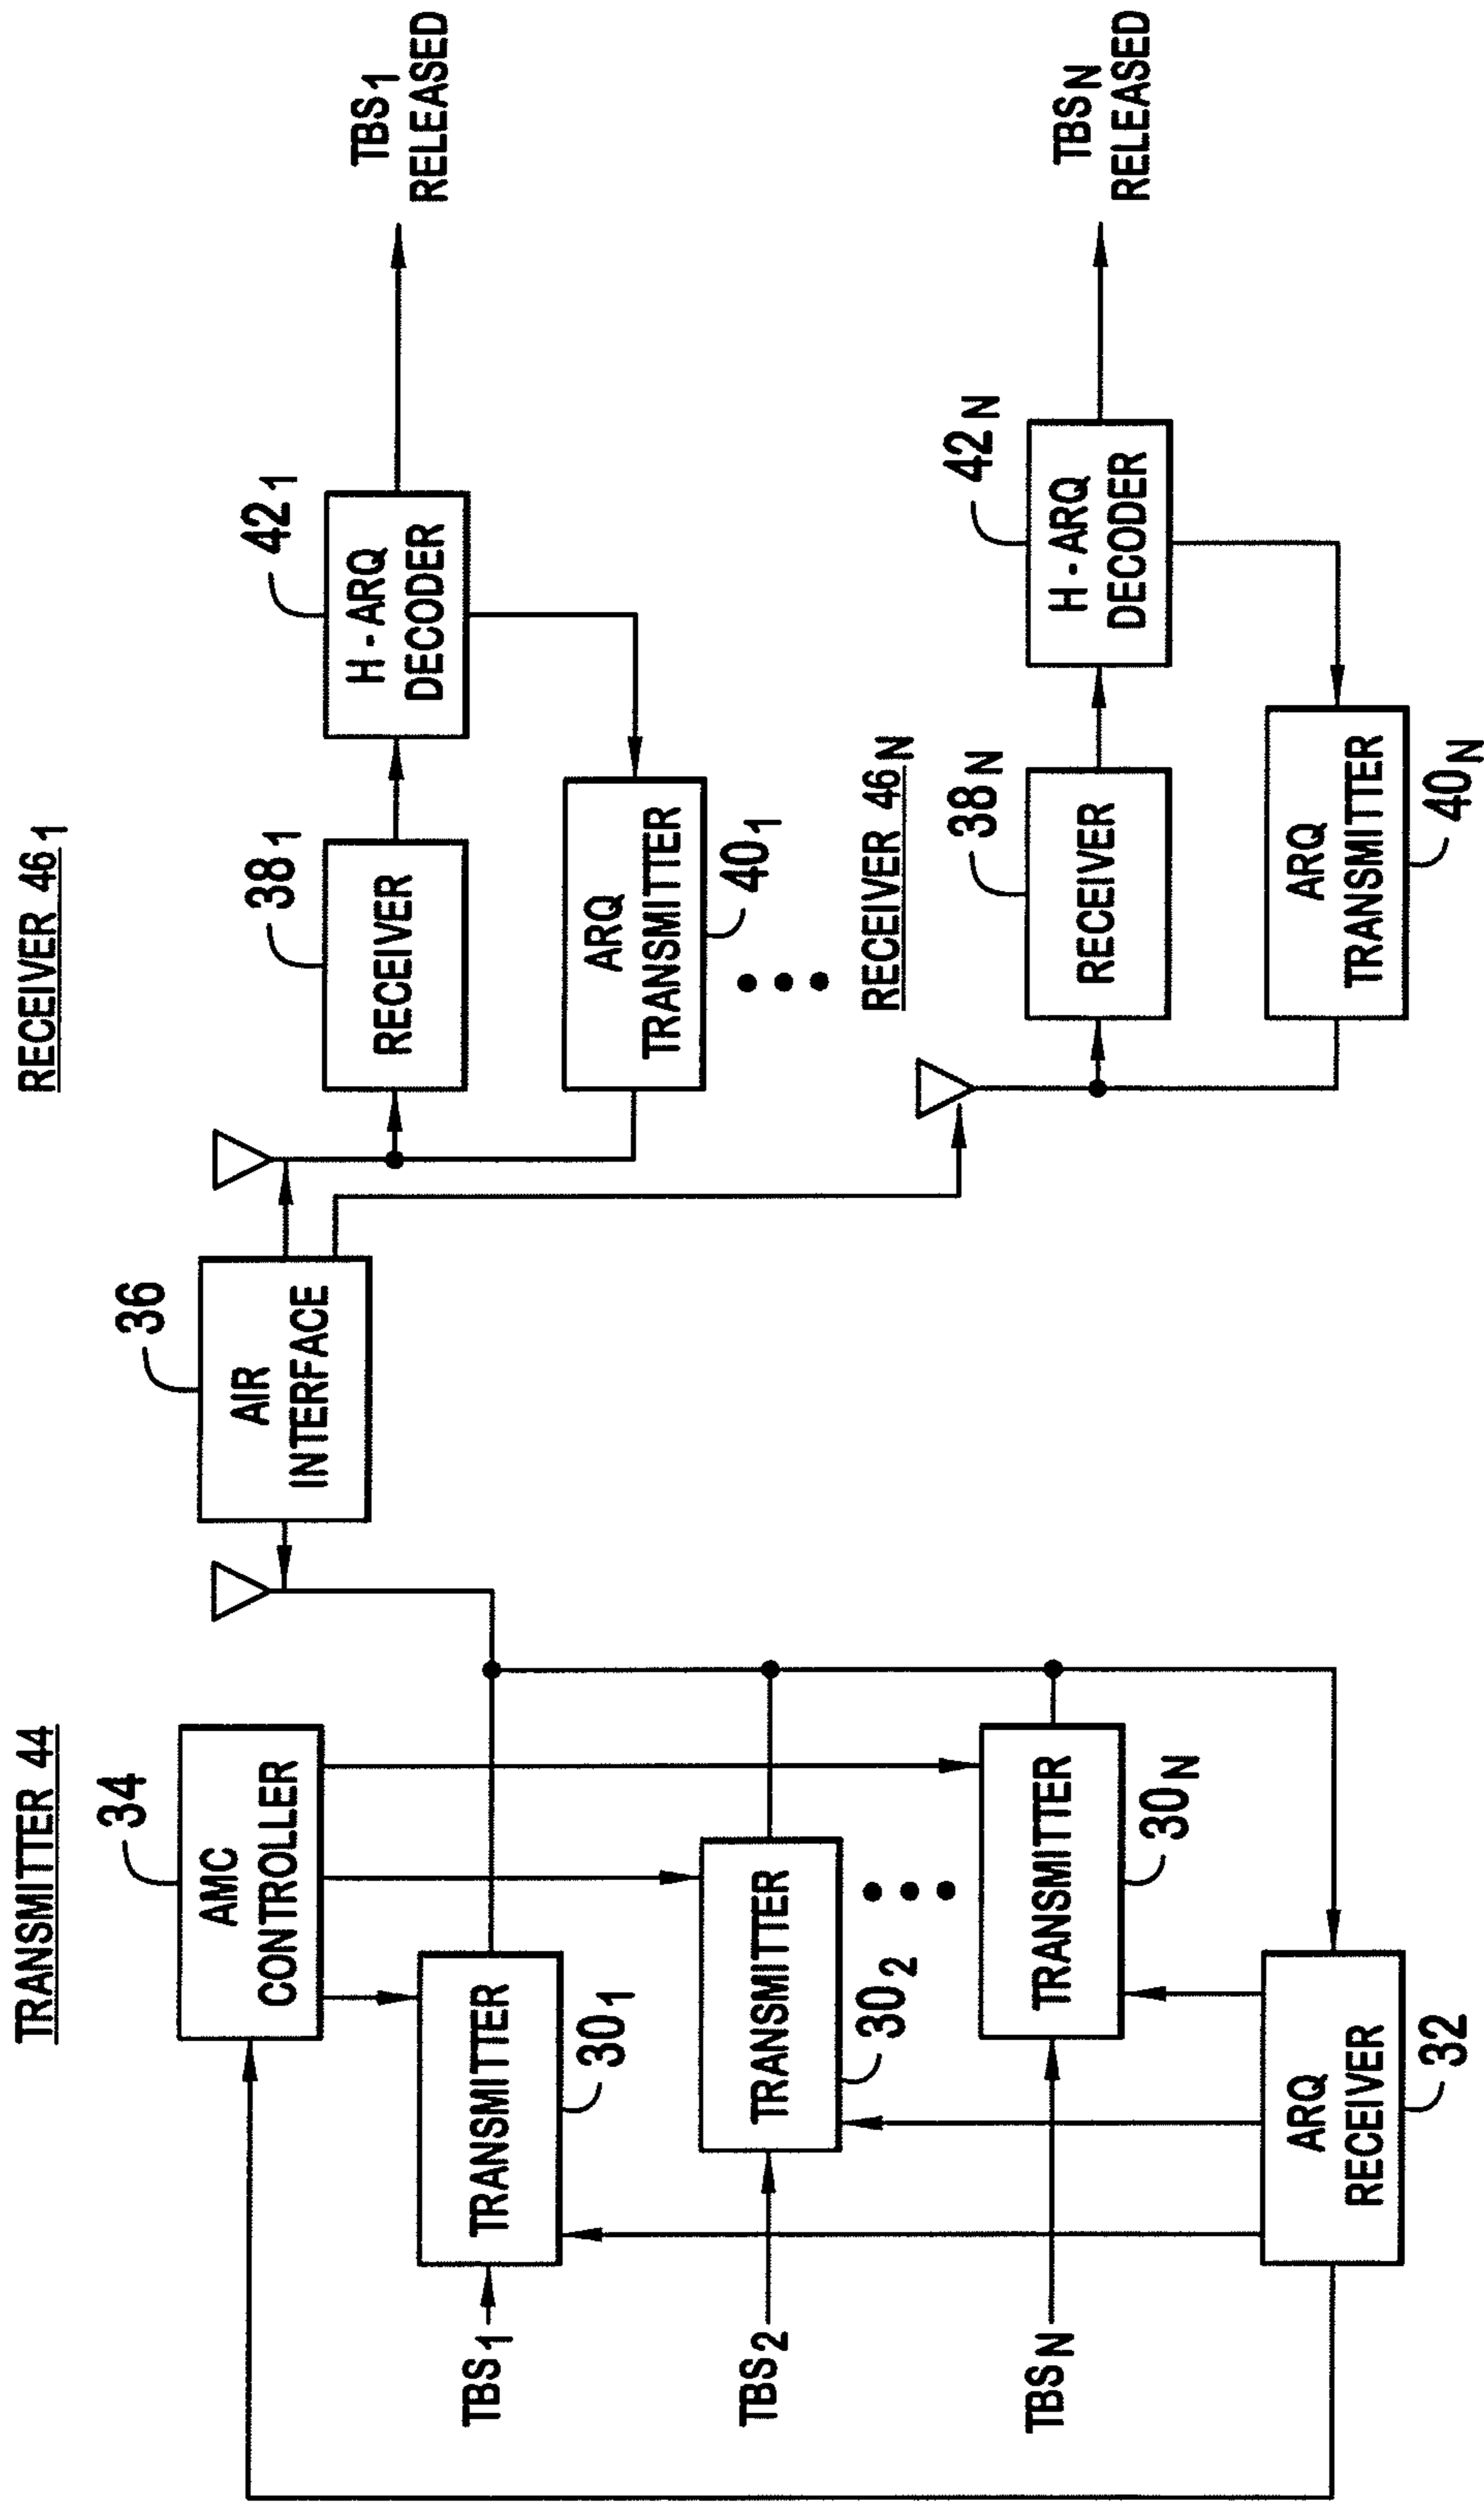 TRANSMITTER 44
34
AMC
CONTROLLER
TBS1
TRANSMITTER
301
TBS2
TRANSMITTER
302
TBSN
TRANSMITTER
30N
ARQ
RECEIVER
32
36
AIR
INTERFACE
RECEIVER 461
381
RECEIVER
421
H-ARQ
DECODER
ARQ
TRANSMITTER
401
TBS1
RELEASED
RECEIVER 46N
38N
RECEIVER
42N
H-ARQ
DECODER
ARQ
TRANSMITTER
40N
TBSN
RELEASED